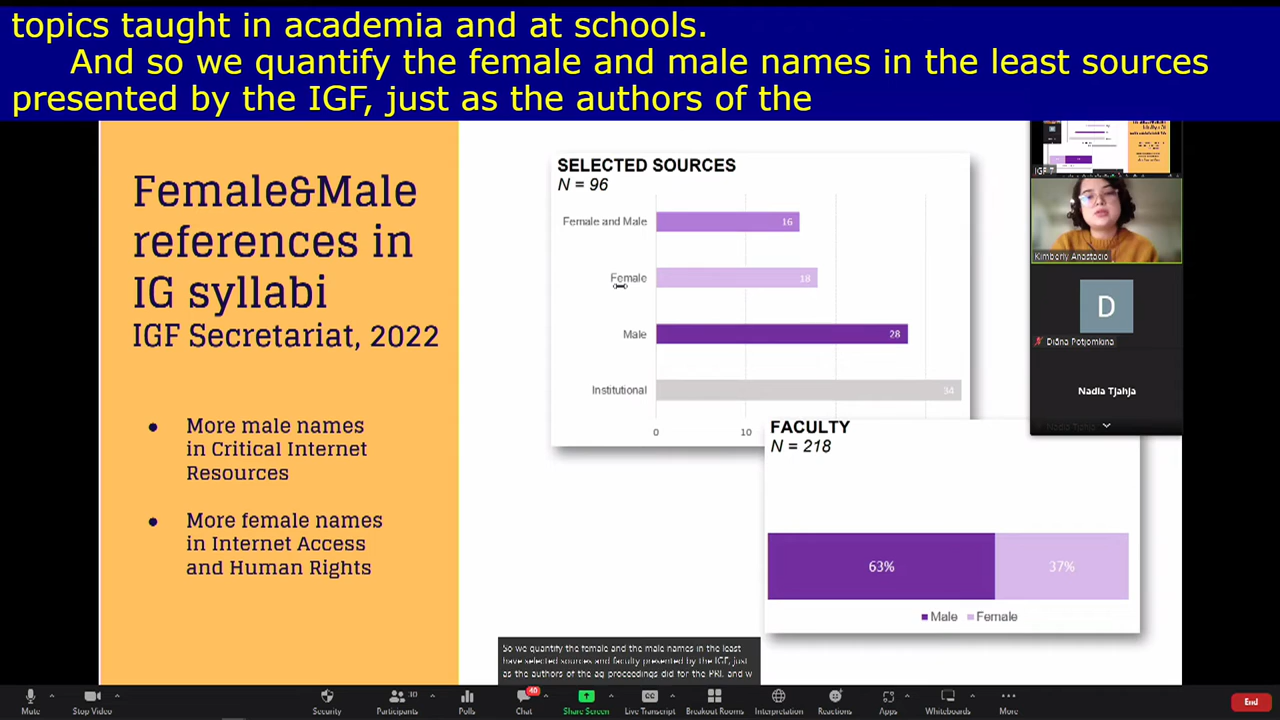 topics taught in academia and at schools.
And so we quantify the female and male names in the least sources
presented by the IGF, just as the authors of the
Female&Male
references in
IG syllabi
IGF Secretariat, 2022
● More male names
in Critical Internet
Resources
● More female names
in Internet Access
and Human Rights
SELECTED SOURCES
N = 96
Female and Male 16
Female 18
Male 28
Institutional 34
0 10
FACULTY
N = 218
63% 37%
Male Female
IGF
Kimberly Anastacio
D
Diāna Potjomkina
Nadia Tjahja
So we quantify the female and the male names in the least
have selected sources and faculty presented by the IGF, just
as the authors of the ag proceedings did for the PRI. and w
Mute
Stop Video
Security
30
Participants
Polls
40
Chat
Share Screen
CC
Live Transcript
Breakout Rooms
Interpretation
Reactions
Apps
Whiteboards
More
End